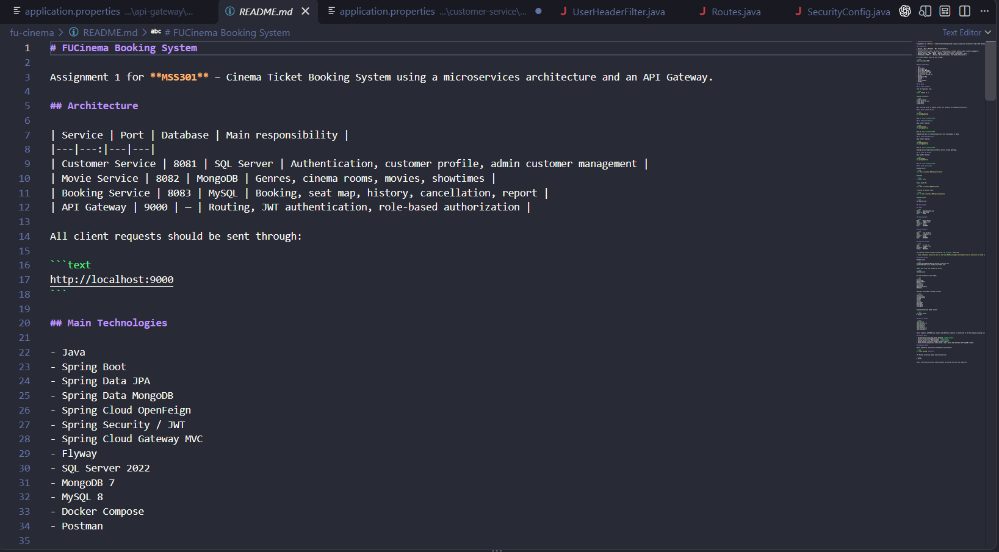 application.properties ...\api-gateway\...
README.md
application.properties ...\customer-service\...
UserHeaderFilter.java
Routes.java
SecurityConfig.java
fu-cinema > README.md > abc # FUCinema Booking System
Text Editor
1 # FUCinema Booking System
2
3 Assignment 1 for **MSS301** – Cinema Ticket Booking System using a microservices architecture and an API Gateway.
4
5 ## Architecture
6
7 | Service | Port | Database | Main responsibility |
8 |---|---:|---|---|
9 | Customer Service | 8081 | SQL Server | Authentication, customer profile, admin customer management |
10 | Movie Service | 8082 | MongoDB | Genres, cinema rooms, movies, showtimes |
11 | Booking Service | 8083 | MySQL | Booking, seat map, history, cancellation, report |
12 | API Gateway | 9000 | — | Routing, JWT authentication, role-based authorization |
13
14 All client requests should be sent through:
15
16 ```text
17 http://localhost:9000
18 ```
19
20 ## Main Technologies
21
22 - Java
23 - Spring Boot
24 - Spring Data JPA
25 - Spring Data MongoDB
26 - Spring Cloud OpenFeign
27 - Spring Security / JWT
28 - Spring Cloud Gateway MVC
29 - Flyway
30 - SQL Server 2022
31 - MongoDB 7
32 - MySQL 8
33 - Docker Compose
34 - Postman
35